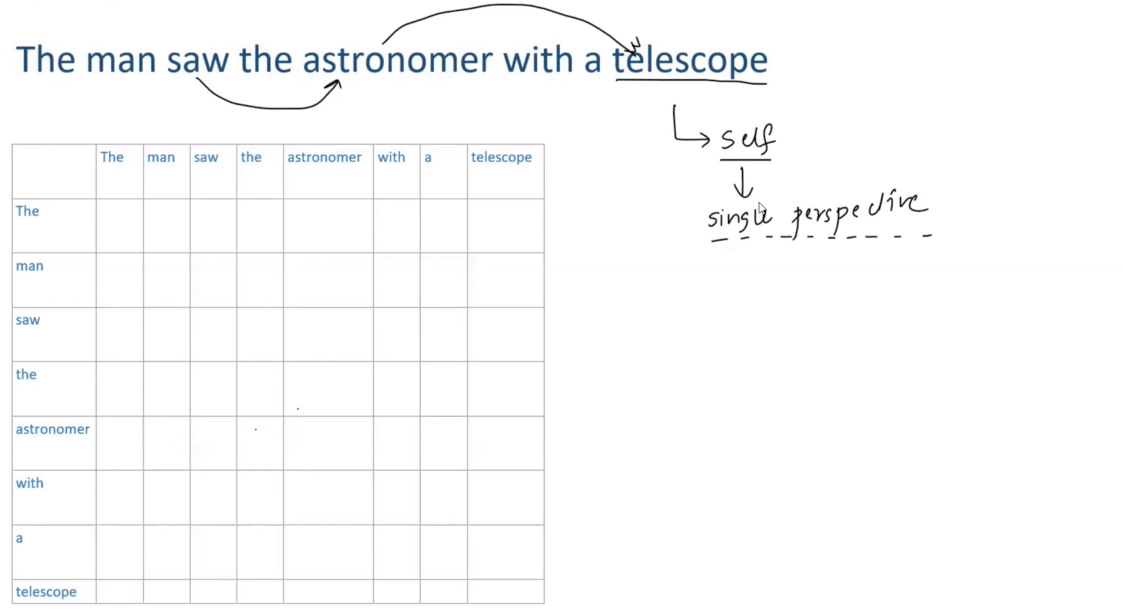 The man saw the astronomer with a telescope
self
single perspective
The man saw the astronomer with a telescope
The
man
saw
the
astronomer
with
a
telescope